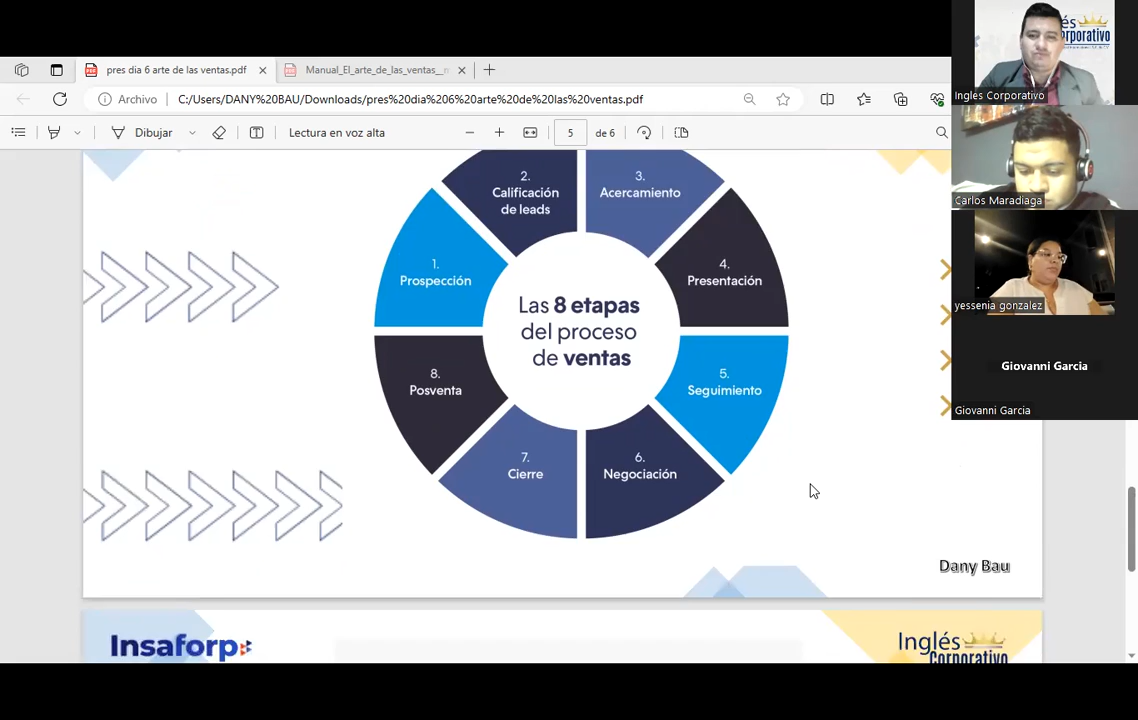 pres dia 6 arte de las ventas.pdf
Manual_El_arte_de_las_ventas__n
Archivo
C:/Users/DANY%20BAU/Downloads/pres%20dia%206%20arte%20de%20las%20ventas.pdf
Dibujar
Lectura en voz alta
5
de 6
2.
Calificación
de leads
3.
Acercamiento
1.
Prospección
4.
Presentación
Las 8 etapas
del proceso
de ventas
8.
Posventa
5.
Seguimiento
7.
Cierre
6.
Negociación
Dany Bau
Insaforp
Inglés
Corporativo
és
orporativo
Ingles Corporativo
Carlos Maradiaga
yessenia gonzalez
Giovanni Garcia
Giovanni Garcia